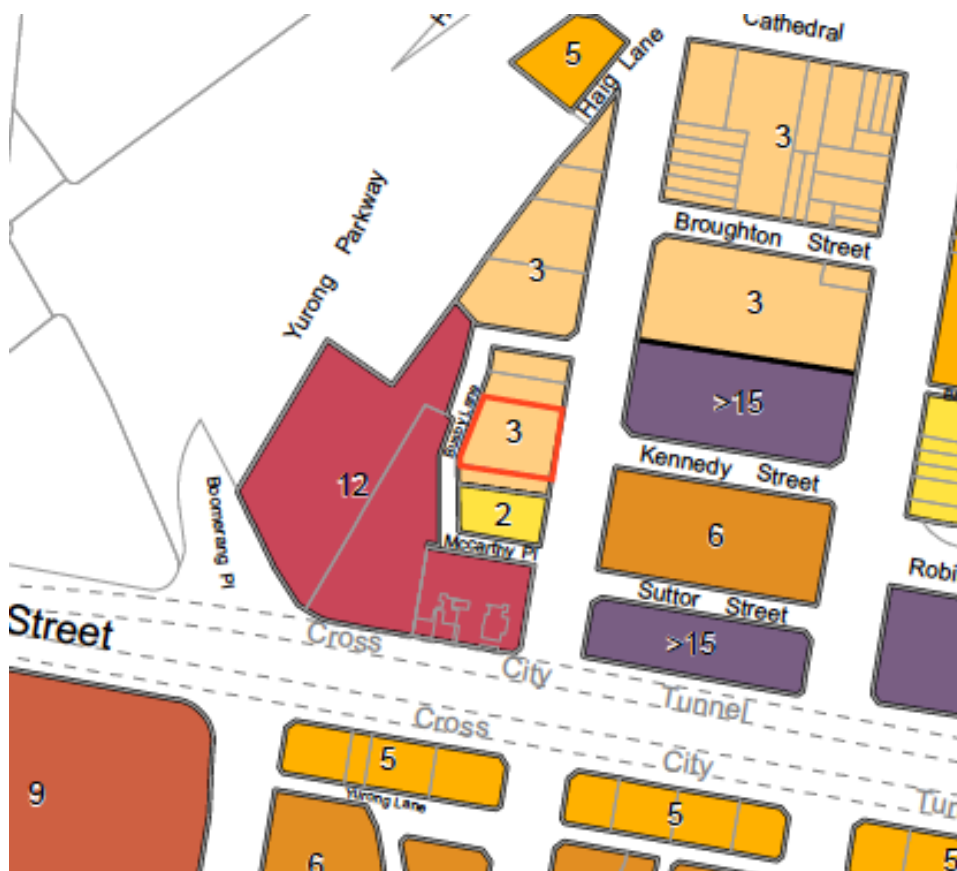 Cathedral
5
Haig Lane
3
Yurong Parkway
Broughton Street
3
3
>15
3
12
Kennedy Street
2
6
Boomerang Pl
Mccarthy Pl
Robi
Suttor Street
Street
Cross
>15
City
Tunnel
Cross
5
City
9
Yurong Lane
5
Tun
5
6